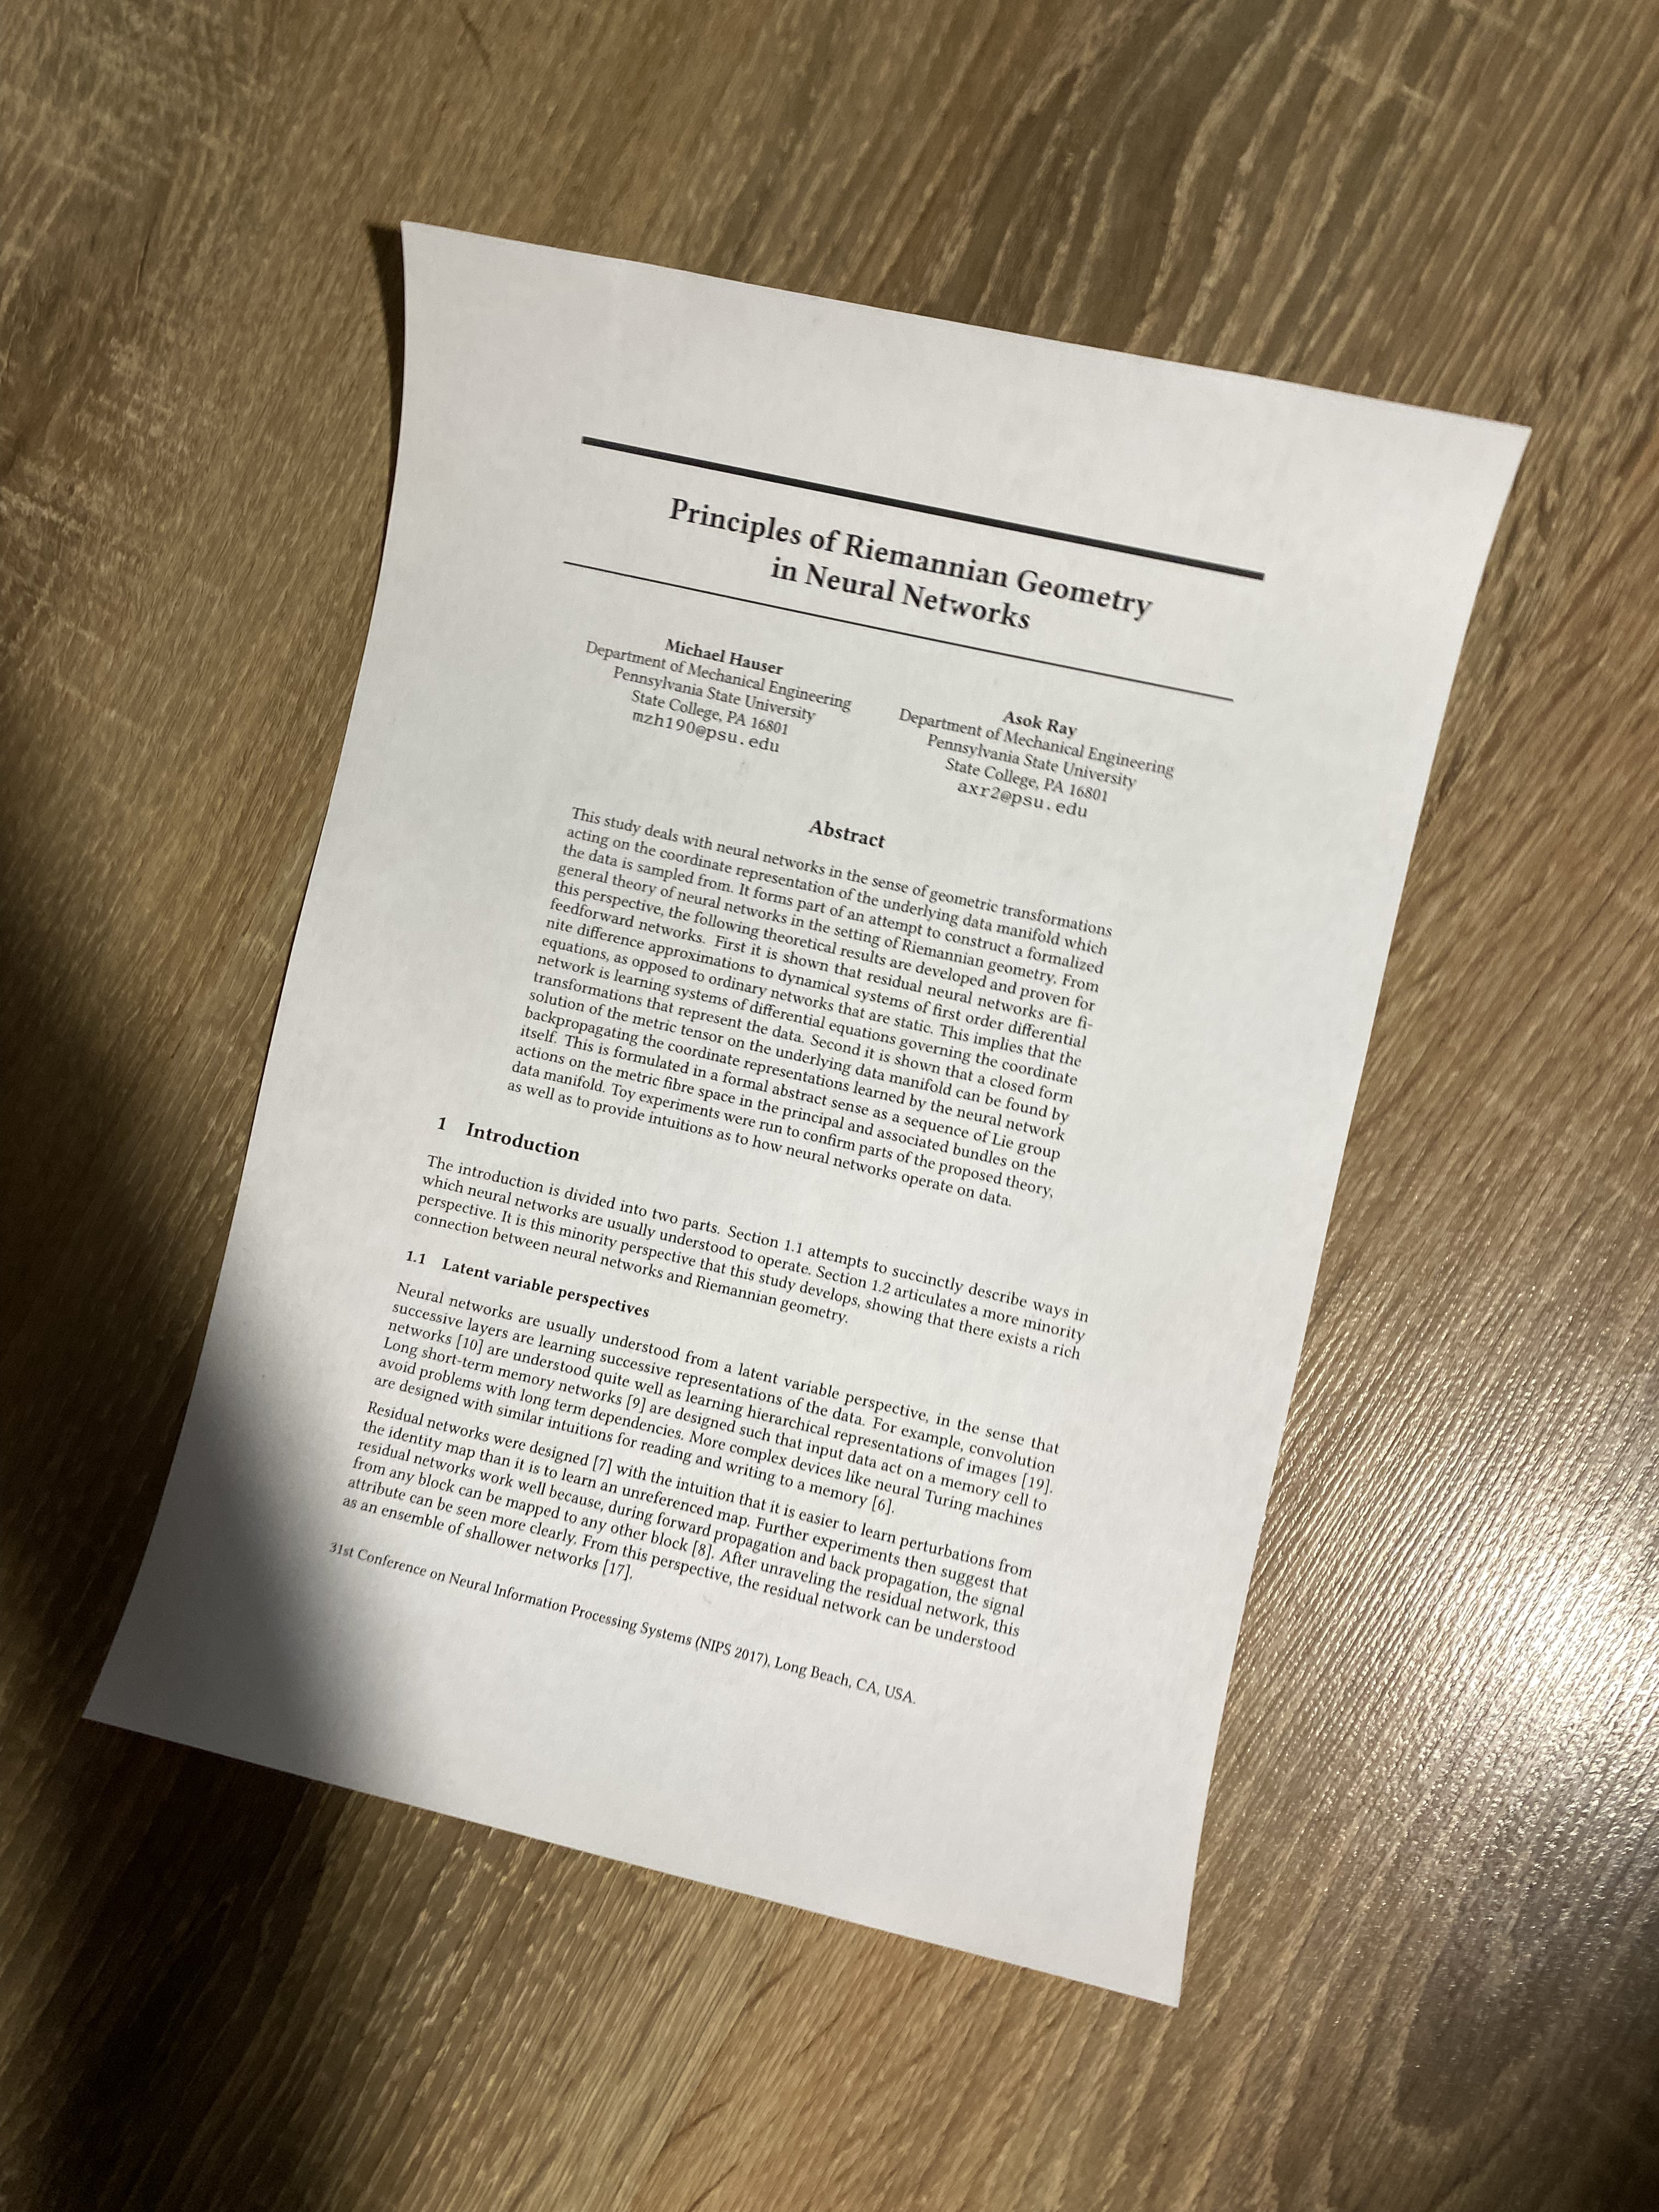 Principles of Riemannian Geometry
in Neural Networks
Michael Hauser
Department of Mechanical Engineering
Pennsylvania State University
State College, PA 16801
mzh190@psu.edu
Asok Ray
Department of Mechanical Engineering
Pennsylvania State University
State College, PA 16801
axr2@psu.edu
Abstract
This study deals with neural networks in the sense of geometric transformations
acting on the coordinate representation of the underlying data manifold which
the data is sampled from. It forms part of an attempt to construct a formalized
general theory of neural networks in the setting of Riemannian geometry. From
this perspective, the following theoretical results are developed and proven for
feedforward networks. First it is shown that residual neural networks are fi-
nite difference approximations to dynamical systems of first order differential
equations, as opposed to ordinary networks that are static. This implies that the
network is learning systems of differential equations governing the coordinate
transformations that represent the data. Second it is shown that a closed form
solution of the metric tensor on the underlying data manifold can be found by
backpropagating the coordinate representations learned by the neural network
itself. This is formulated in a formal abstract sense as a sequence of Lie group
actions on the metric fibre space in the principal and associated bundles on the
data manifold. Toy experiments were run to confirm parts of the proposed theory,
as well as to provide intuitions as to how neural networks operate on data.
1 Introduction
The introduction is divided into two parts. Section 1.1 attempts to succinctly describe ways in
which neural networks are usually understood to operate. Section 1.2 articulates a more minority
perspective. It is this minority perspective that this study develops, showing that there exists a rich
connection between neural networks and Riemannian geometry.
1.1 Latent variable perspectives
Neural networks are usually understood from a latent variable perspective, in the sense that
successive layers are learning successive representations of the data. For example, convolution
networks [10] are understood quite well as learning hierarchical representations of images [19].
Long short-term memory networks [9] are designed such that input data act on a memory cell to
avoid problems with long term dependencies. More complex devices like neural Turing machines
are designed with similar intuitions for reading and writing to a memory [6].
Residual networks were designed [7] with the intuition that it is easier to learn perturbations from
the identity map than it is to learn an unreferenced map. Further experiments then suggest that
residual networks work well because, during forward propagation and back propagation, the signal
from any block can be mapped to any other block [8]. After unraveling the residual network, this
attribute can be seen more clearly. From this perspective, the residual network can be understood
as an ensemble of shallower networks [17].
31st Conference on Neural Information Processing Systems (NIPS 2017), Long Beach, CA, USA.